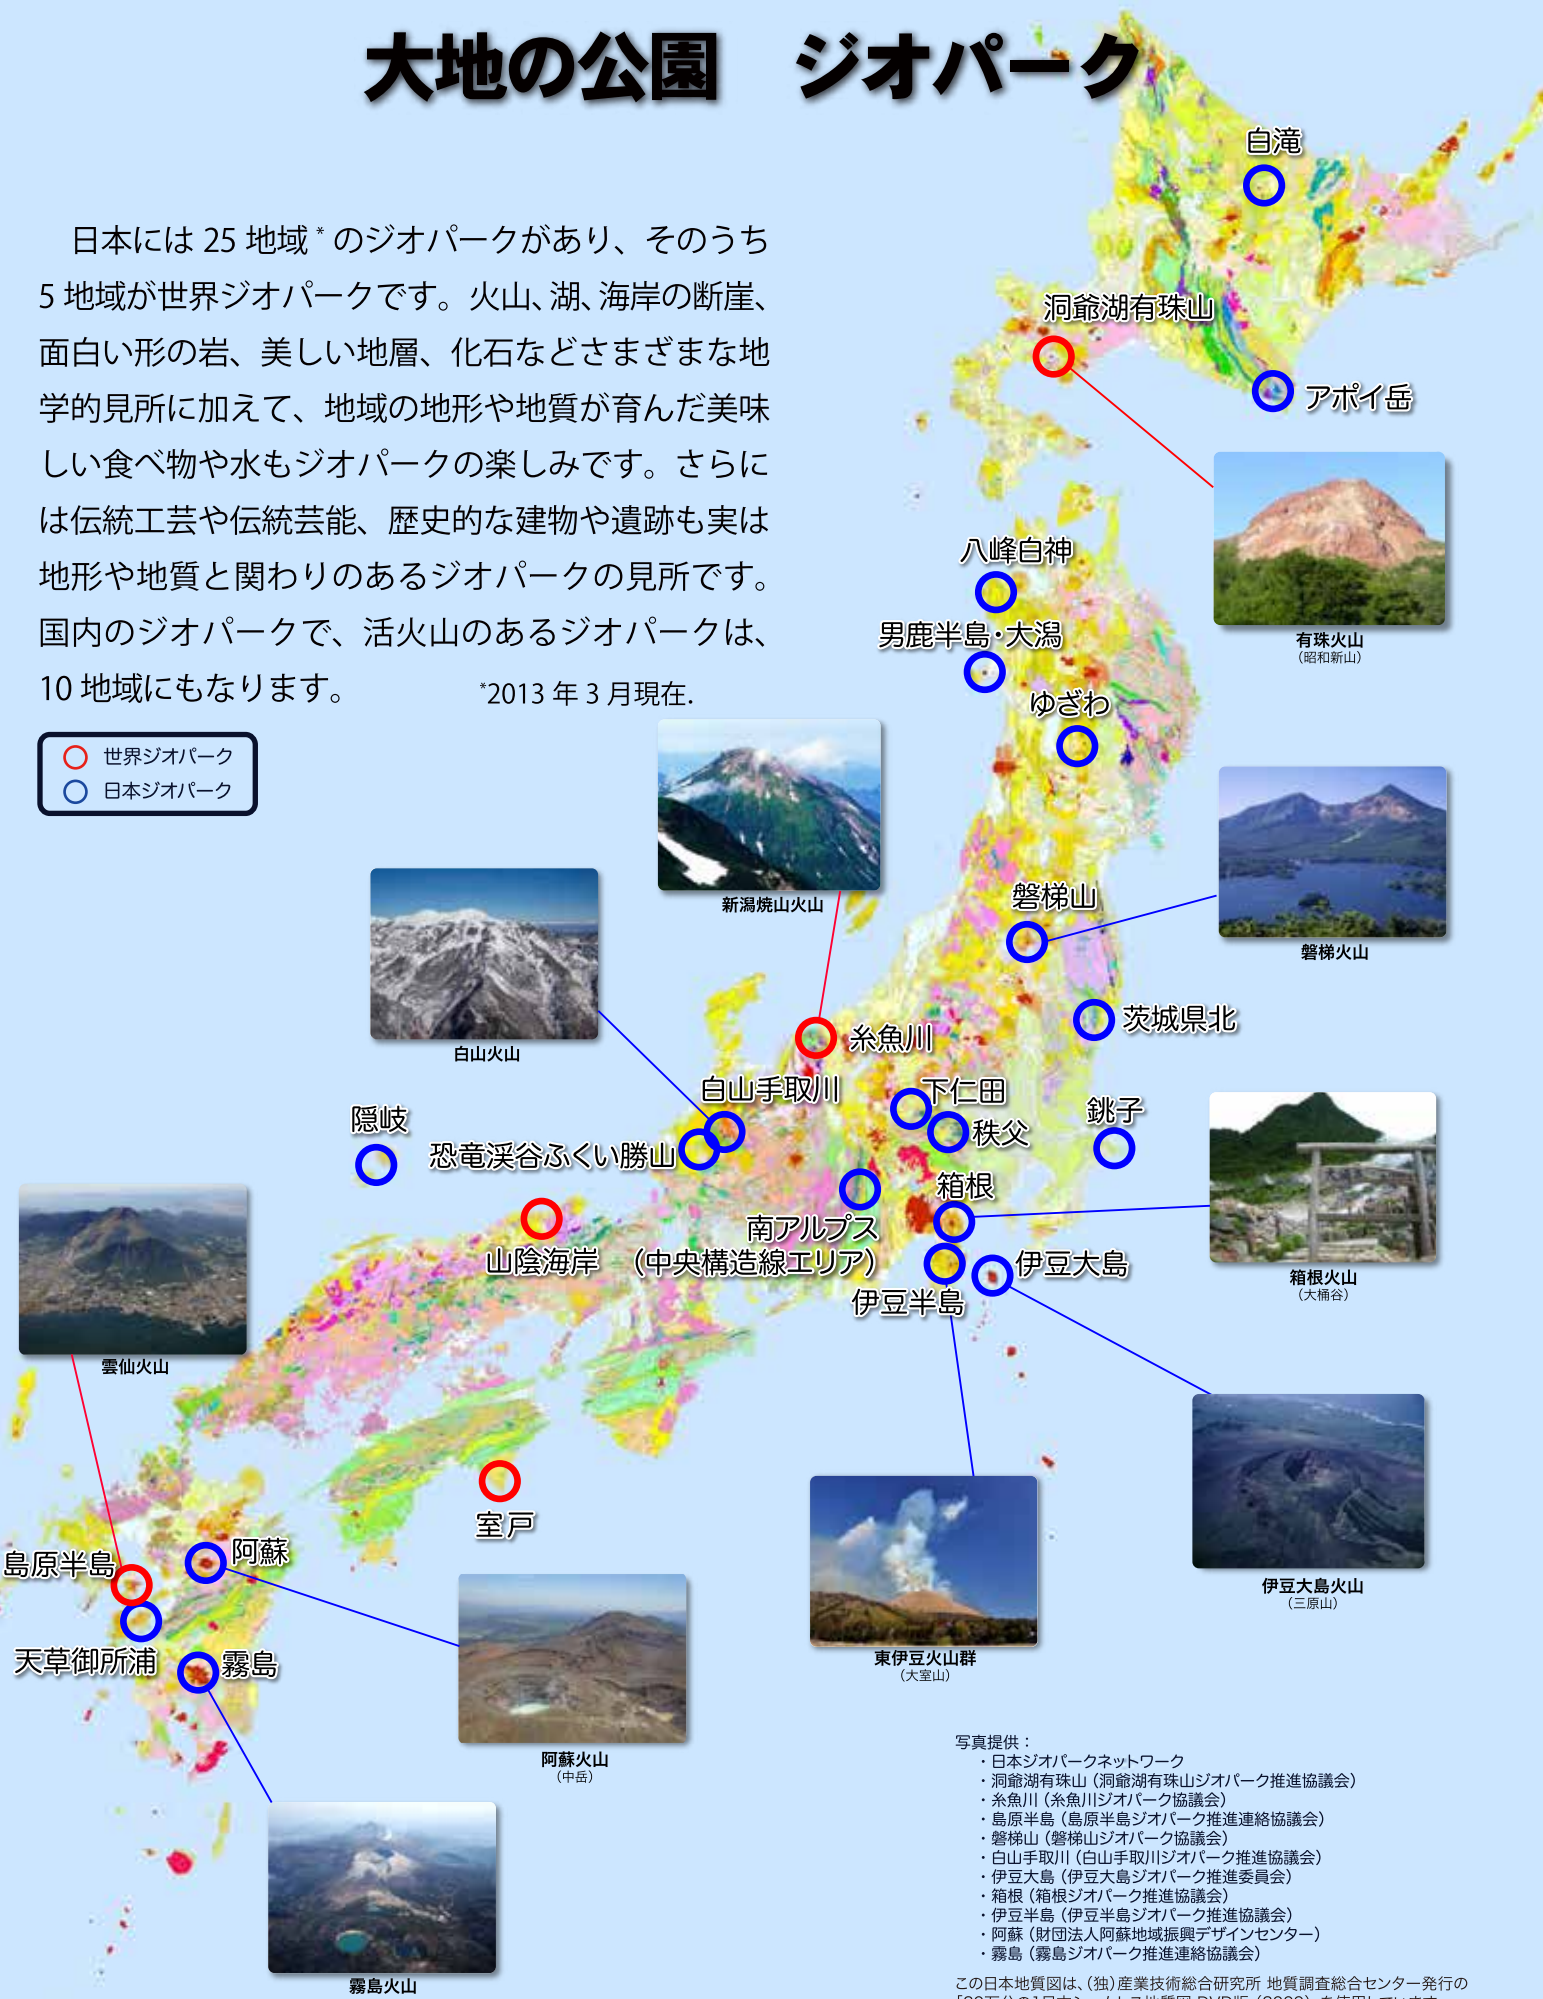 大地の公園　ジオパーク
日本には 25 地域 * のジオパークがあり、そのうち
5 地域が世界ジオパークです。火山、湖、海岸の断崖、
面白い形の岩、美しい地層、化石などさまざまな地
学的見所に加えて、地域の地形や地質が育んだ美味
しい食べ物や水もジオパークの楽しみです。さらに
は伝統工芸や伝統芸能、歴史的な建物や遺跡も実は
地形や地質と関わりのあるジオパークの見所です。
国内のジオパークで、活火山のあるジオパークは、
10 地域にもなります。
*2013 年 3 月現在.
世界ジオパーク
日本ジオパーク
白滝
洞爺湖有珠山
アポイ岳
有珠火山
（昭和新山）
八峰白神
男鹿半島・大潟
ゆざわ
新潟焼山火山
磐梯山
磐梯火山
白山火山
茨城県北
糸魚川
白山手取川
下仁田
秩父
銚子
隠岐
恐竜渓谷ふくい勝山
箱根
南アルプス
（中央構造線エリア）
山陰海岸
伊豆大島
伊豆半島
箱根火山
（大桶谷）
雲仙火山
室戸
伊豆大島火山
（三原山）
阿蘇
島原半島
天草御所浦
霧島
東伊豆火山群
（大室山）
阿蘇火山
（中岳）
霧島火山
写真提供：
・日本ジオパークネットワーク
・洞爺湖有珠山（洞爺湖有珠山ジオパーク推進協議会）
・糸魚川（糸魚川ジオパーク協議会）
・島原半島（島原半島ジオパーク推進連絡協議会）
・磐梯山（磐梯山ジオパーク協議会）
・白山手取川（白山手取川ジオパーク推進協議会）
・伊豆大島（伊豆大島ジオパーク推進委員会）
・箱根（箱根ジオパーク推進協議会）
・伊豆半島（伊豆半島ジオパーク推進協議会）
・阿蘇（財団法人阿蘇地域振興デザインセンター）
・霧島（霧島ジオパーク推進連絡協議会）
この日本地質図は、（独）産業技術総合研究所 地質調査総合センター発行の